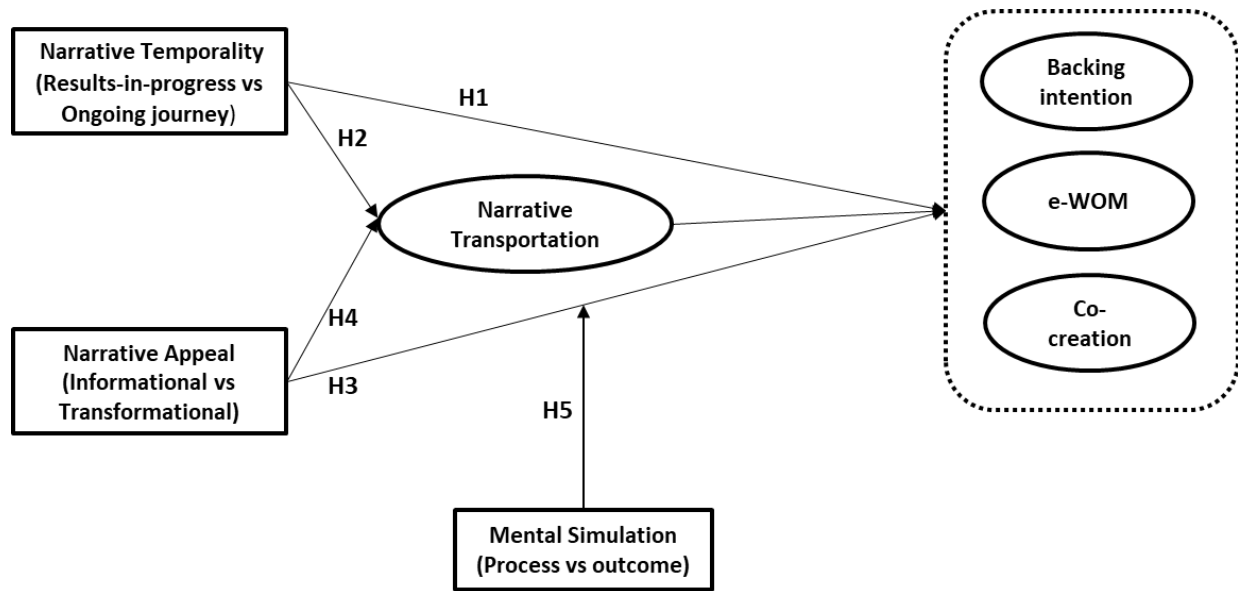 Narrative Temporality
(Results-in-progress vs
Ongoing journey)
H1
H2
Narrative
Transportation
Backing
intention
e-WOM
Co-
creation
H4
H3
Narrative Appeal
(Informational vs
Transformational)
H5
Mental Simulation
(Process vs outcome)